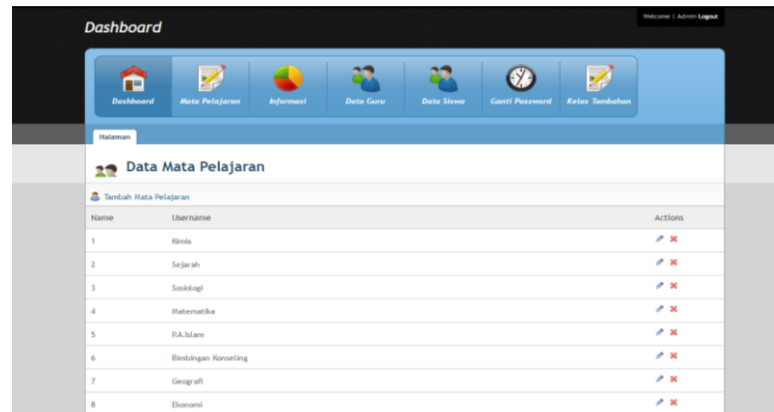 Welcome | Admin Logout
Dashboard
Dashboard Mata Pelajaran Informasi Data Guru Data Siswa Ganti Password Kelas Tambahan
Halaman
Data Mata Pelajaran
Tambah Mata Pelajaran
Name Username Actions
1 Kimia
2 Sejarah
3 Sosiologi
4 Matematika
5 P.A.Islam
6 Bimbingan Konseling
7 Geografi
8 Ekonomi